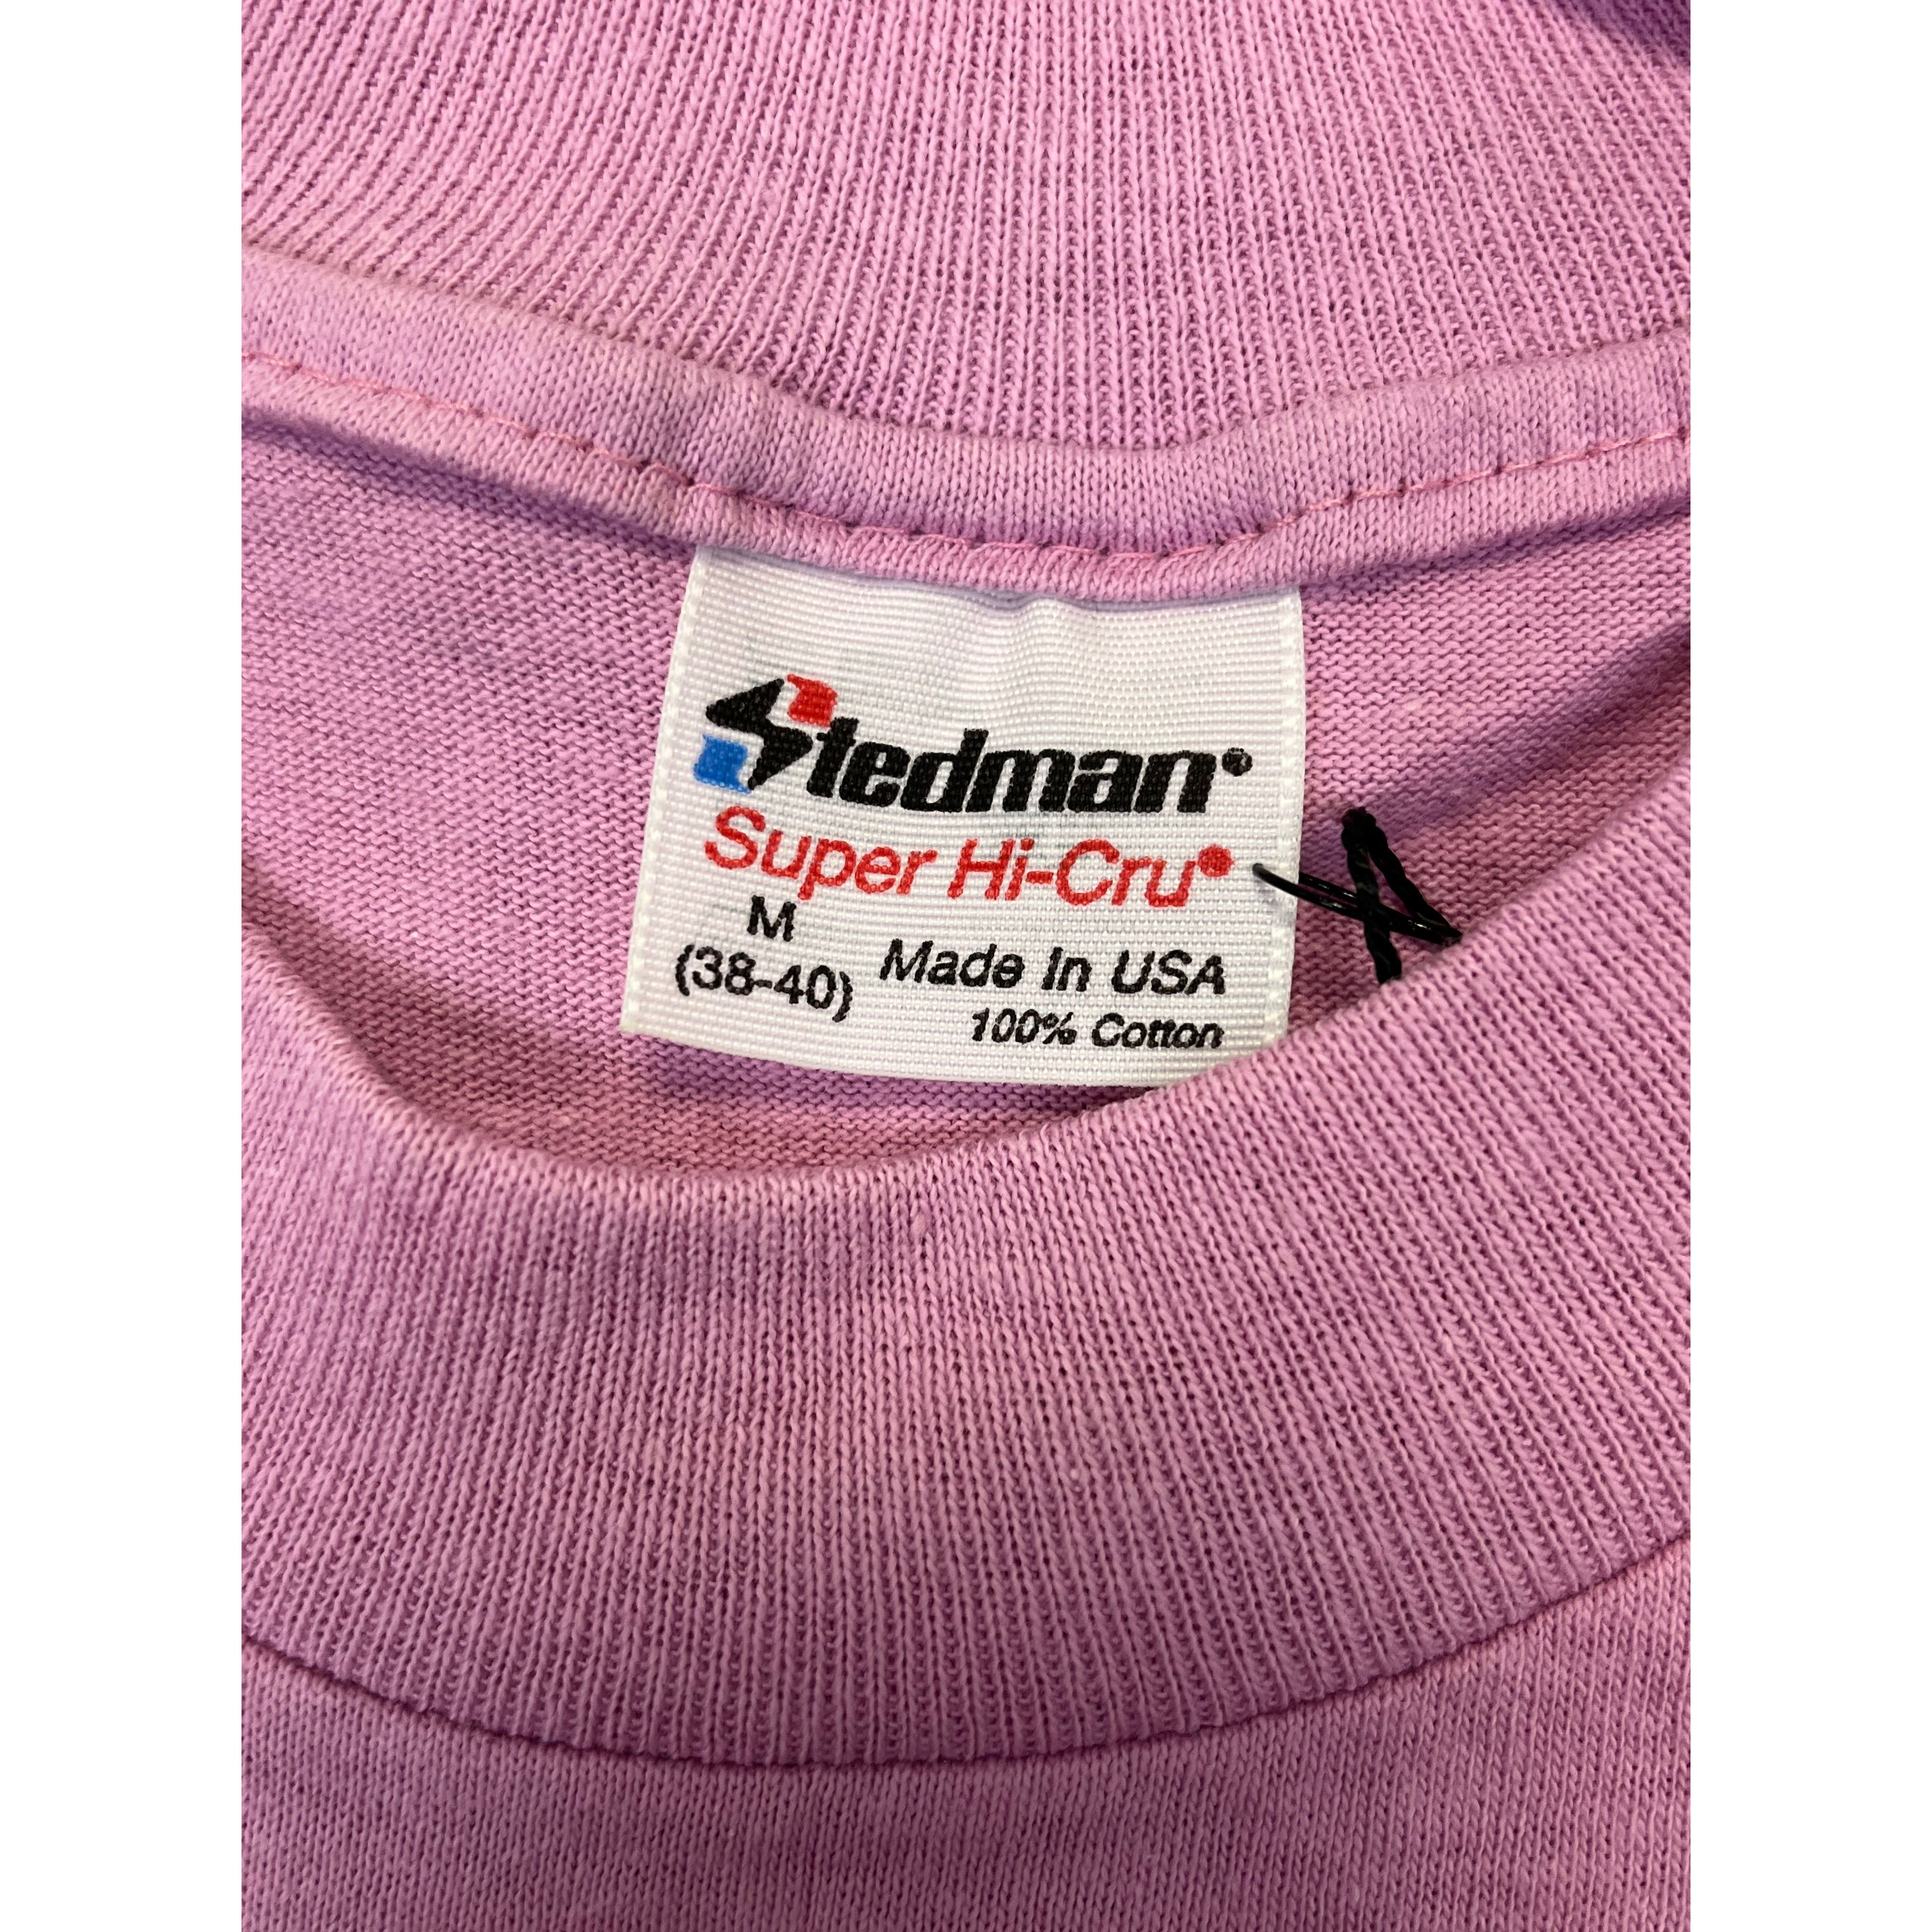 Stedman®
Super Hi-Cru®
M
(38-40)
Made In USA
100% Cotton